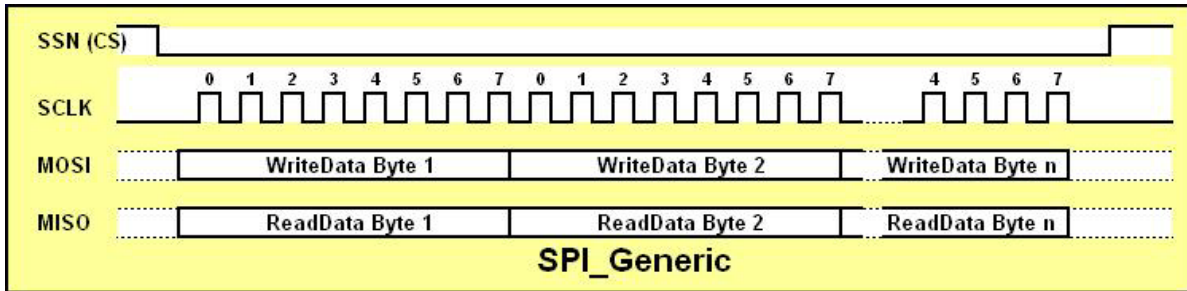 SSN (CS)
0 1 2 3 4 5 6 7 0 1 2 3 4 5 6 7 4 5 6 7
SCLK
MOSI WriteData Byte 1 WriteData Byte 2 WriteData Byte n
MISO ReadData Byte 1 ReadData Byte 2 ReadData Byte n
SPI_Generic